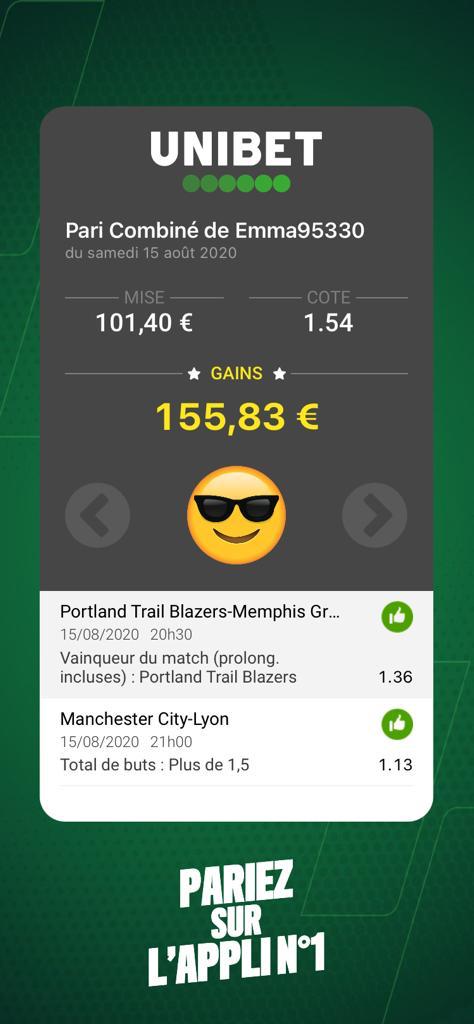 UNIBET
Pari Combiné de Emma95330
du samedi 15 août 2020
MISE
COTE
101,40 €
1.54
GAINS
155,83 €
Portland Trail Blazers-Memphis Gr...
15/08/2020 20h30
Vainqueur du match (prolong.
incluses) : Portland Trail Blazers
1.36
Manchester City-Lyon
15/08/2020 21h00
Total de buts : Plus de 1,5
1.13
PARIEZ
SUR
L'APPLI N°1